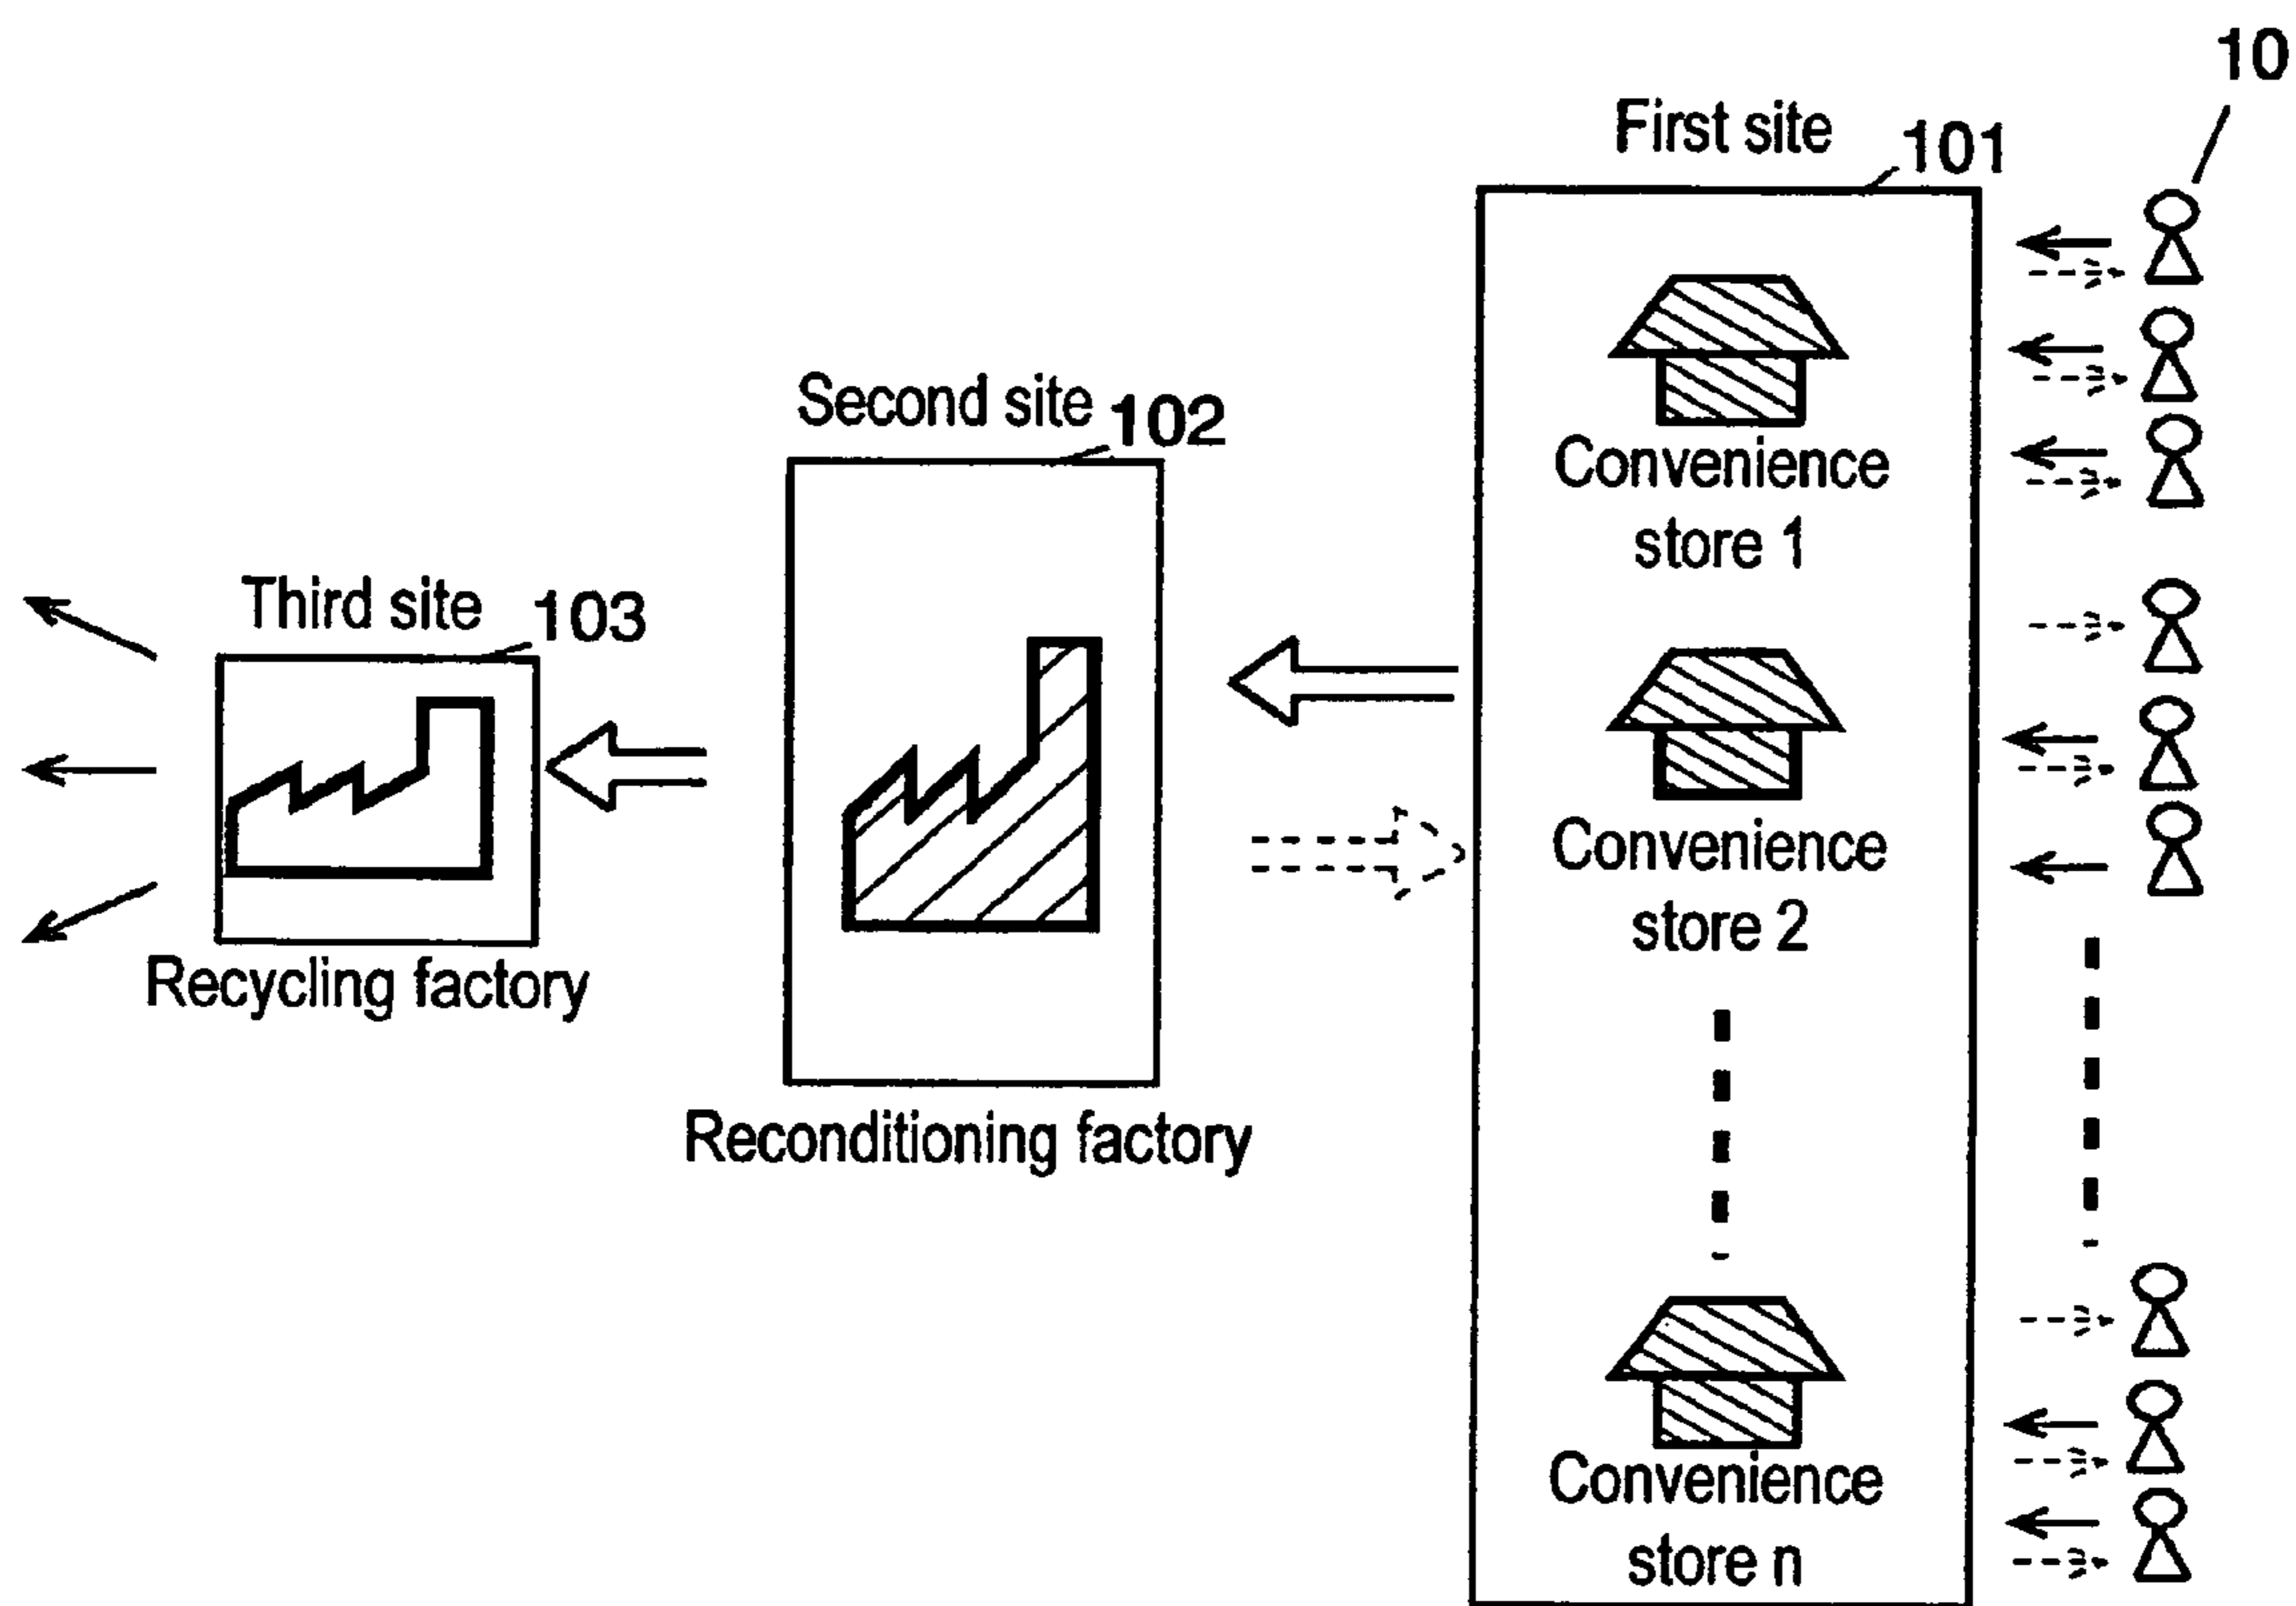 10
First site
101
Convenience
store 1
Second site
102
Third site
103
Convenience
store 2
Recycling factory
Reconditioning factory
Convenience
store n